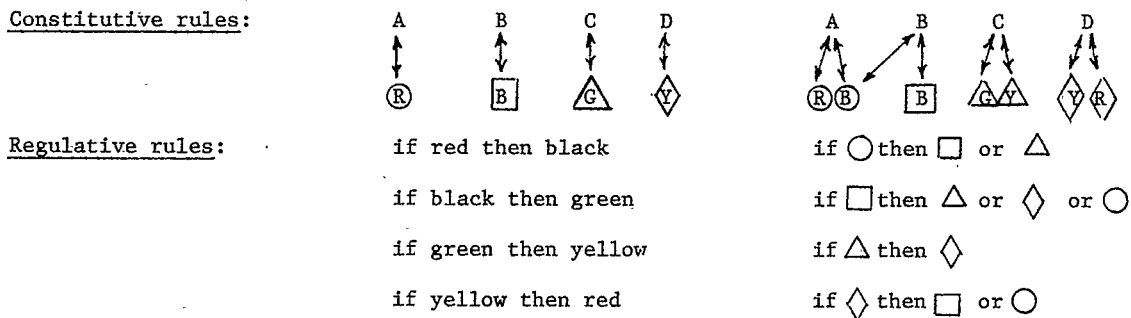 Constitutive rules: A B C D A B C D
R B G Y R B B G Y Y R
Regulative rules: if red then black if ○ then □ or △
if black then green if □ then △ or ◇ or ○
if green then yellow if △ then ◇
if yellow then red if ◇ then □ or ○